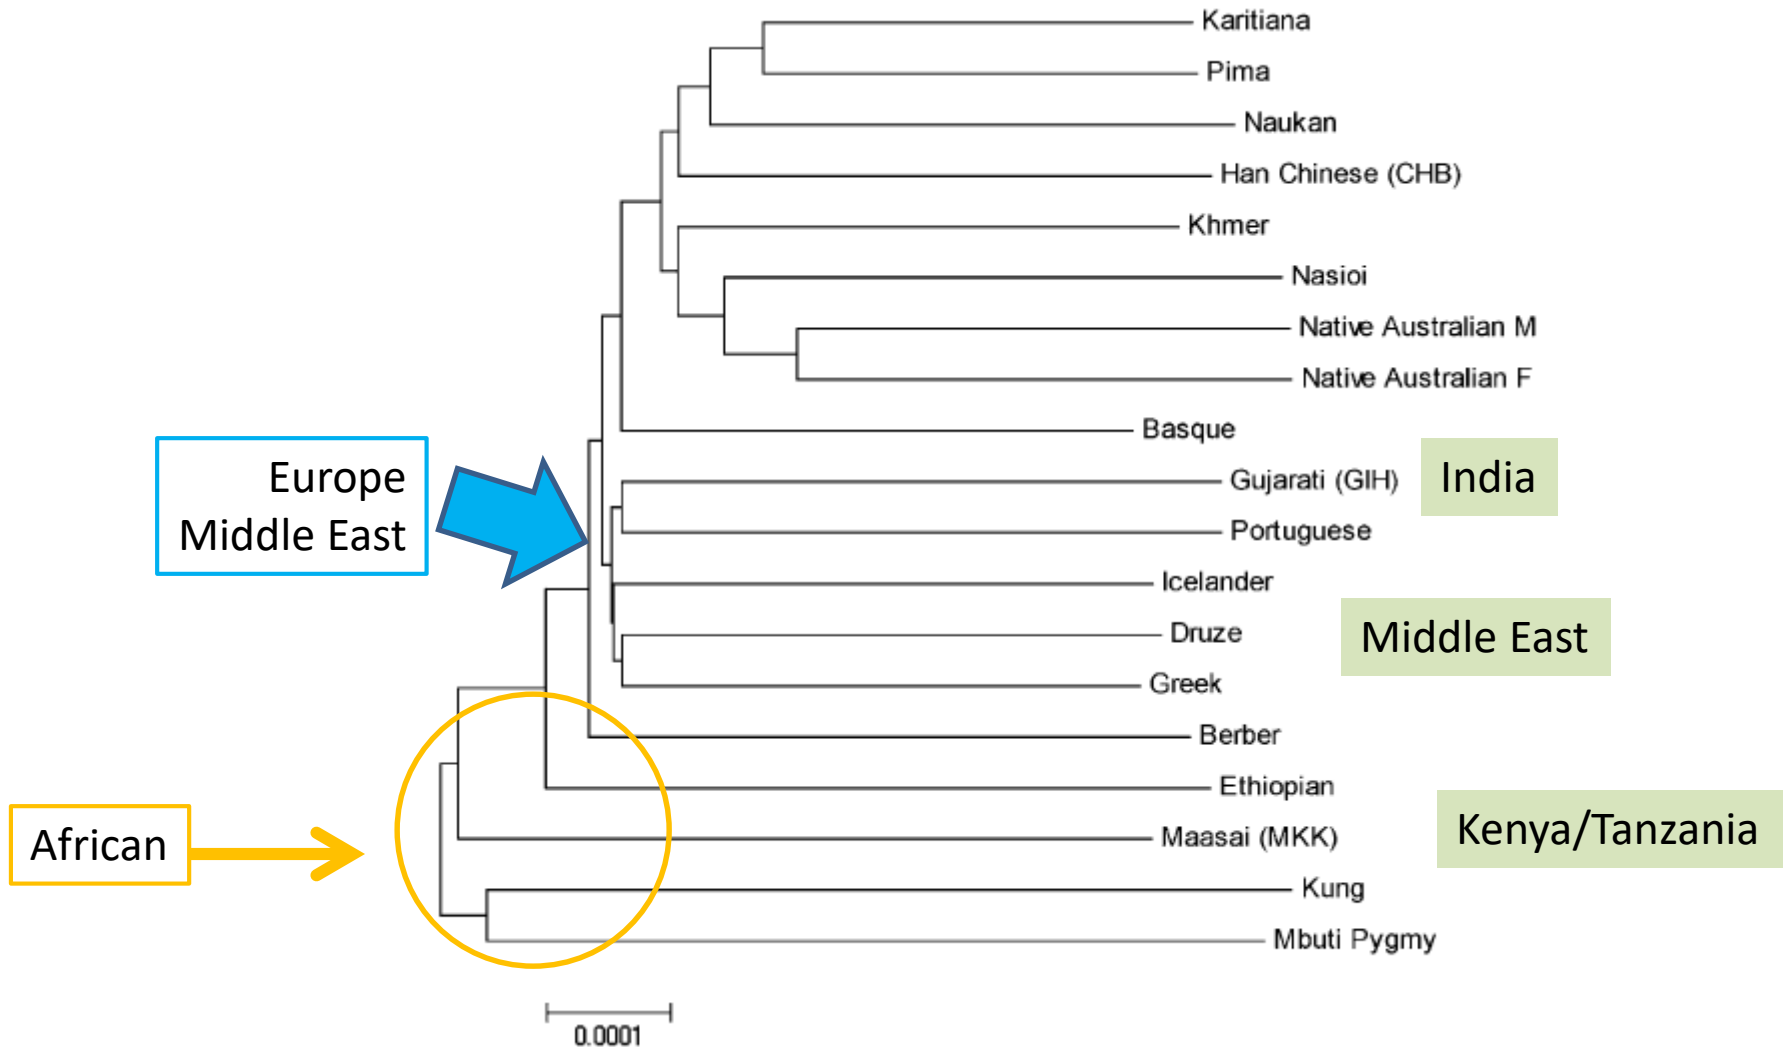 Karitiana
Pima
Naukan
Han Chinese (CHB)
Khmer
Nasioi
Native Australian M
Native Australian F
Basque
Europe
Middle East
Gujarati (GIH)
India
Portuguese
Icelander
Druze
Middle East
Greek
Berber
Ethiopian
African
Maasai (MKK)
Kenya/Tanzania
Kung
Mbuti Pygmy
0.0001